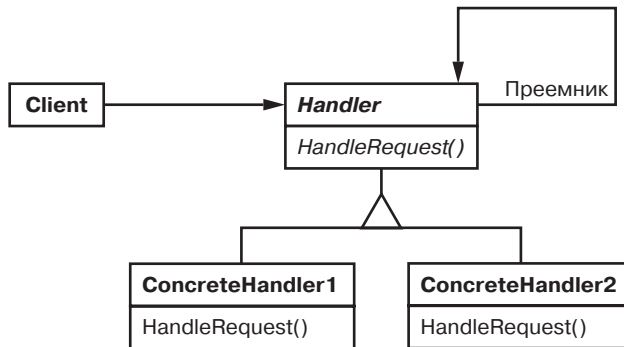 Преемник
Client
Handler
HandleRequest()
ConcreteHandler1
HandleRequest()
ConcreteHandler2
HandleRequest()